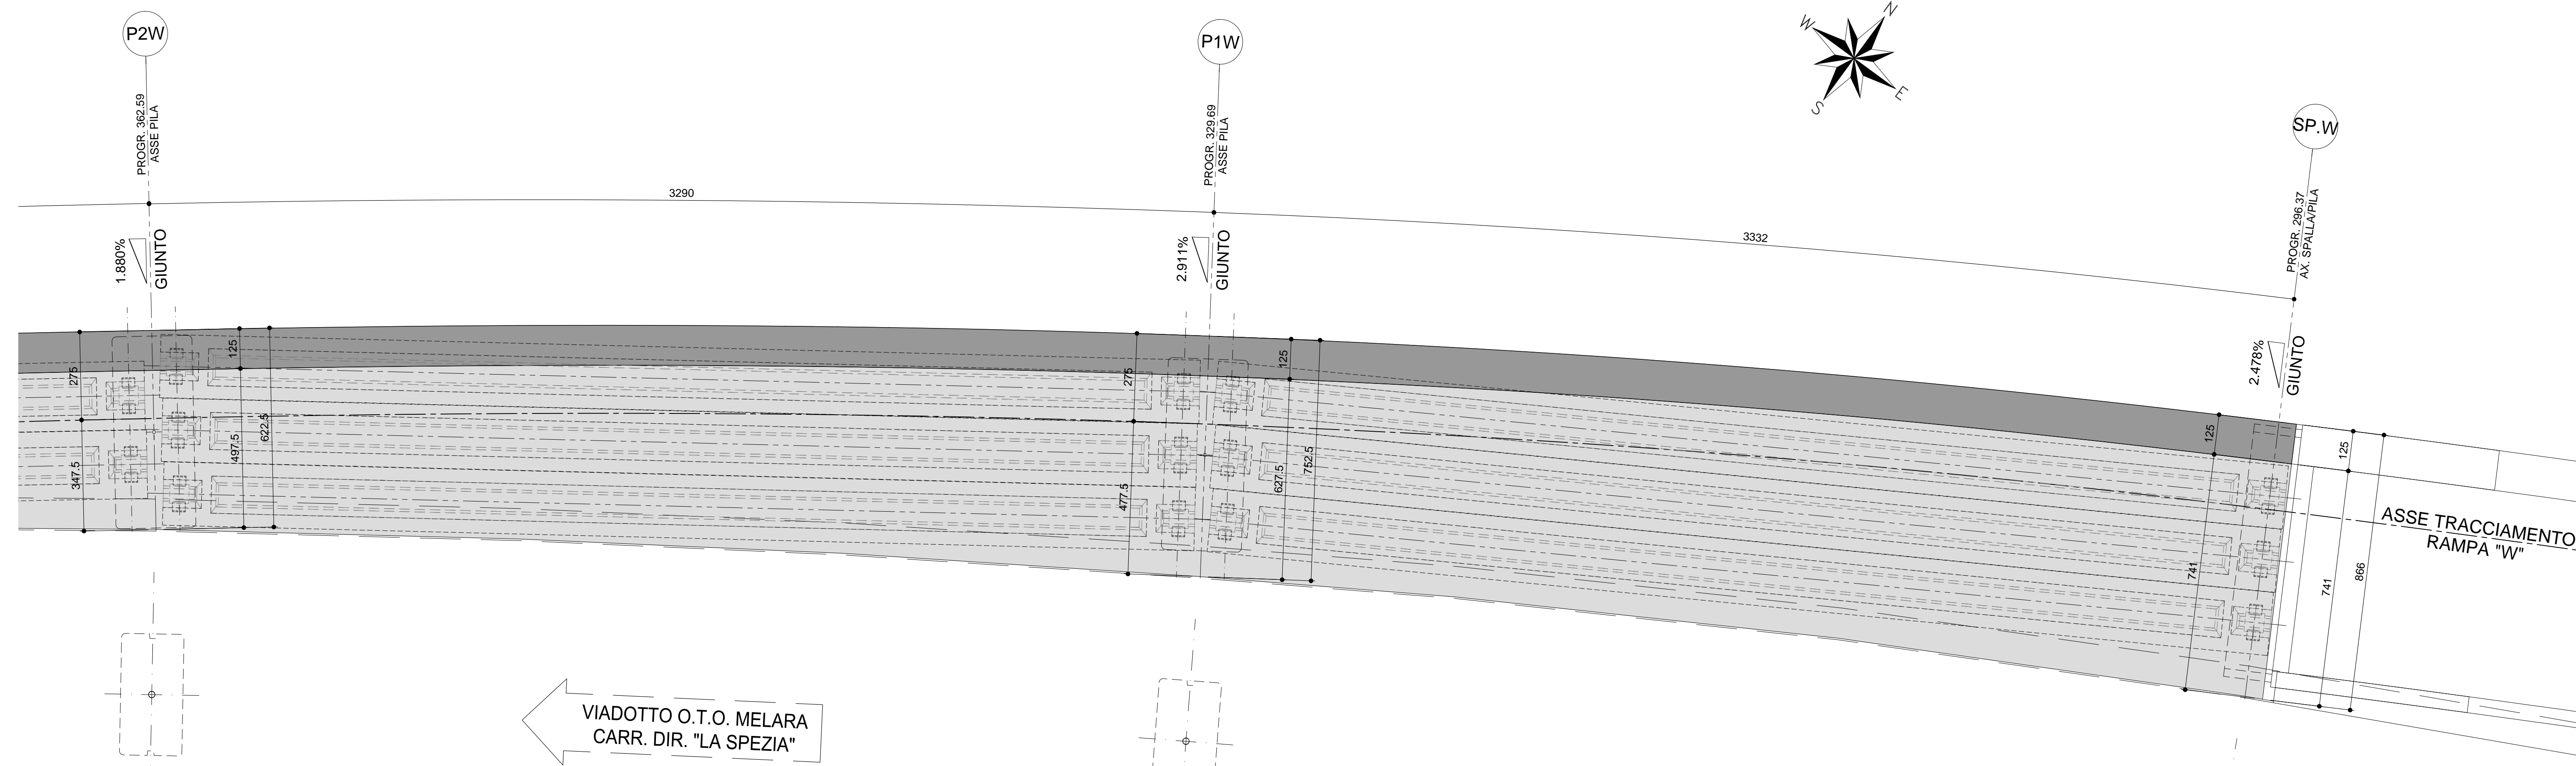 P2W
P1W
N
W
E
S
SP.W
PROGR. 362.59
ASSE PILA
PROGR. 329.69
ASSE PILA
PROGR. 296.37
AX. SPALLA/PILA
3290
3332
1.880%
GIUNTO
2.911%
GIUNTO
2.478%
GIUNTO
275
347.5
125
497.5
622.5
275
477.5
125
627.5
752.5
125
741
125
741
866
ASSE TRACCIAMENTO
RAMPA "W"
VIADOTTO O.T.O. MELARA
CARR. DIR. "LA SPEZIA"